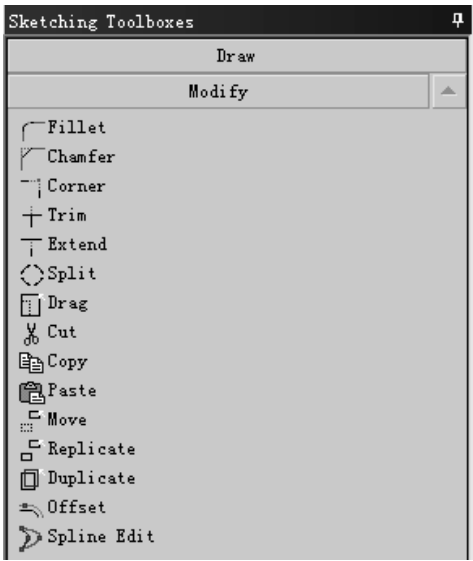 Sketching Toolboxes
Draw
Modify
Fillet
Chamfer
Corner
Trim
Extend
Split
Drag
Cut
Copy
Paste
Move
Replicate
Duplicate
Offset
Spline Edit